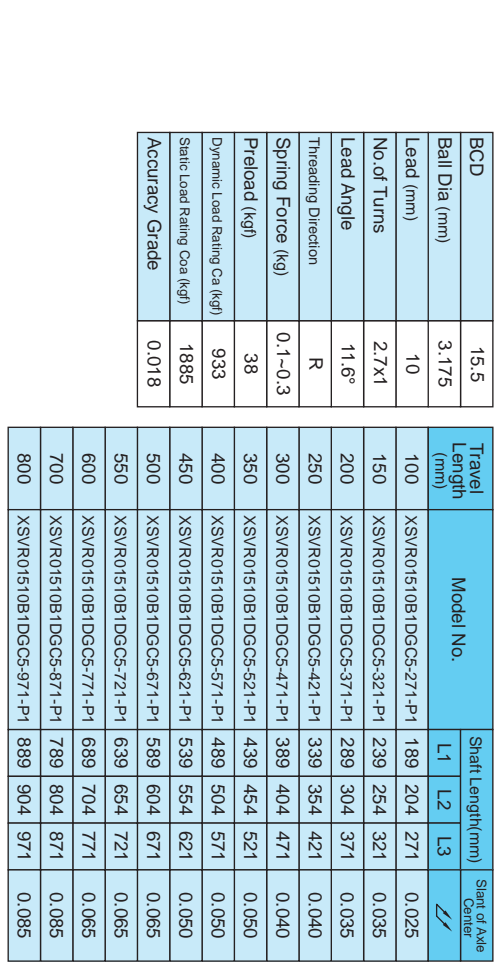 BCD 15.5
Ball Dia (mm) 3.175
Lead (mm) 10
No.of Turns 2.7x1
Lead Angle 11.6°
Threading Direction R
Spring Force (kg) 0.1~0.3
Preload (kgf) 38
Dynamic Load Rating Ca (kgf) 933
Static Load Rating Coa (kgf) 1885
Accuracy Grade 0.018
Travel
Length
(mm)
Model No.
Shaft Length(mm)
L1 L2 L3
Slant of Axle
Center
100 XSVR01510B1DGC5-271-P1 189 204 271 0.025
150 XSVR01510B1DGC5-321-P1 239 254 321 0.035
200 XSVR01510B1DGC5-371-P1 289 304 371 0.035
250 XSVR01510B1DGC5-421-P1 339 354 421 0.040
300 XSVR01510B1DGC5-471-P1 389 404 471 0.040
350 XSVR01510B1DGC5-521-P1 439 454 521 0.050
400 XSVR01510B1DGC5-571-P1 489 504 571 0.050
450 XSVR01510B1DGC5-621-P1 539 554 621 0.050
500 XSVR01510B1DGC5-671-P1 589 604 671 0.065
550 XSVR01510B1DGC5-721-P1 639 654 721 0.065
600 XSVR01510B1DGC5-771-P1 689 704 771 0.065
700 XSVR01510B1DGC5-871-P1 789 804 871 0.085
800 XSVR01510B1DGC5-971-P1 889 904 971 0.085